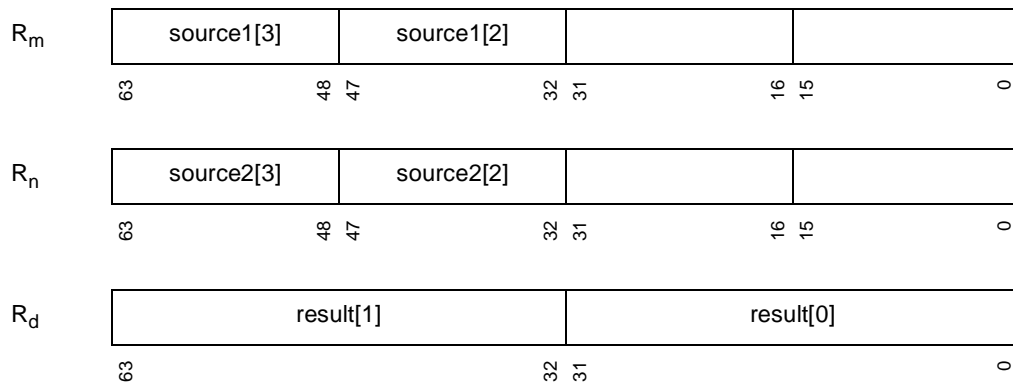 Rm source1[3] source1[2]
63 48 47 32 31 16 15 0
Rn source2[3] source2[2]
63 48 47 32 31 16 15 0
Rd result[1] result[0]
63 32 31 0